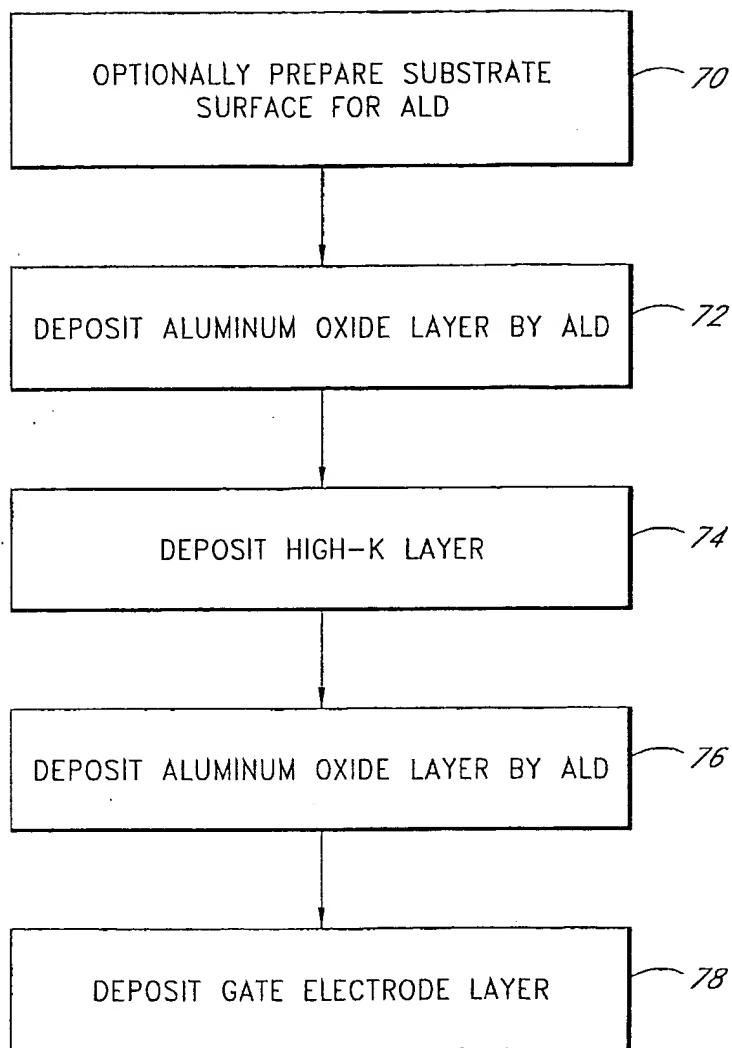 OPTIONALLY PREPARE SUBSTRATE
SURFACE FOR ALD
70
DEPOSIT ALUMINUM OXIDE LAYER BY ALD
72
DEPOSIT HIGH-K LAYER
74
DEPOSIT ALUMINUM OXIDE LAYER BY ALD
76
DEPOSIT GATE ELECTRODE LAYER
78